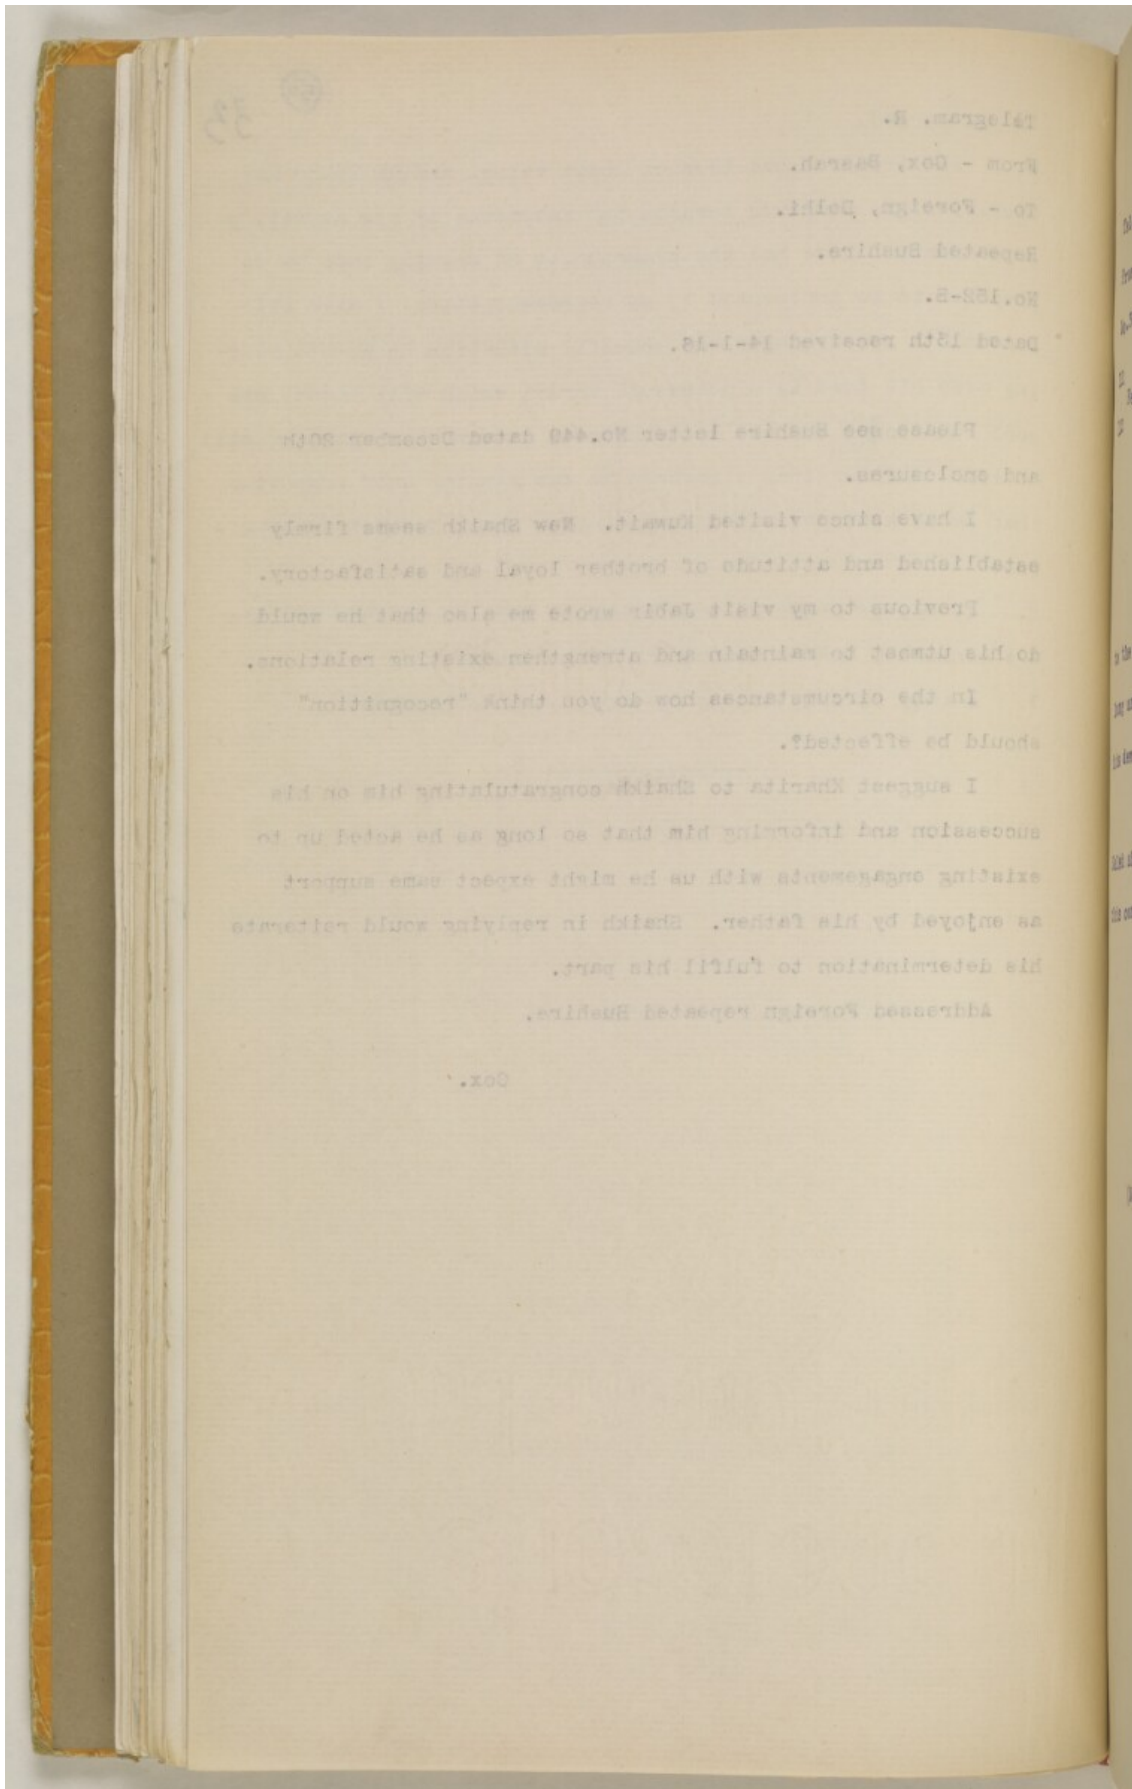 33
Telegram. R.
From - Cox, Basrah.
To - Foreign, Delhi.
Repeated Bushire.
No.152-B.
Dated 13th received 14-1-16.
Please see Bushire letter No.449 dated December 20th
and enclosures.
I have since visited Kuwait. New Shaikh seems firmly
established and attitude of brother loyal and satisfactory.
Previous to my visit Jabir wrote me also that he would
do his utmost to maintain and strengthen existing relations.
In the circumstances how do you think "recognition"
should be effected?.
I suggest Kharita to Shaikh congratulating him on his
succession and informing him that so long as he acted up to
existing engagements with us he might expect same support
as enjoyed by his father. Shaikh in replying would reiterate
his determination to fulfil his part.
Addressed Foreign repeated Bushire.
Cox.